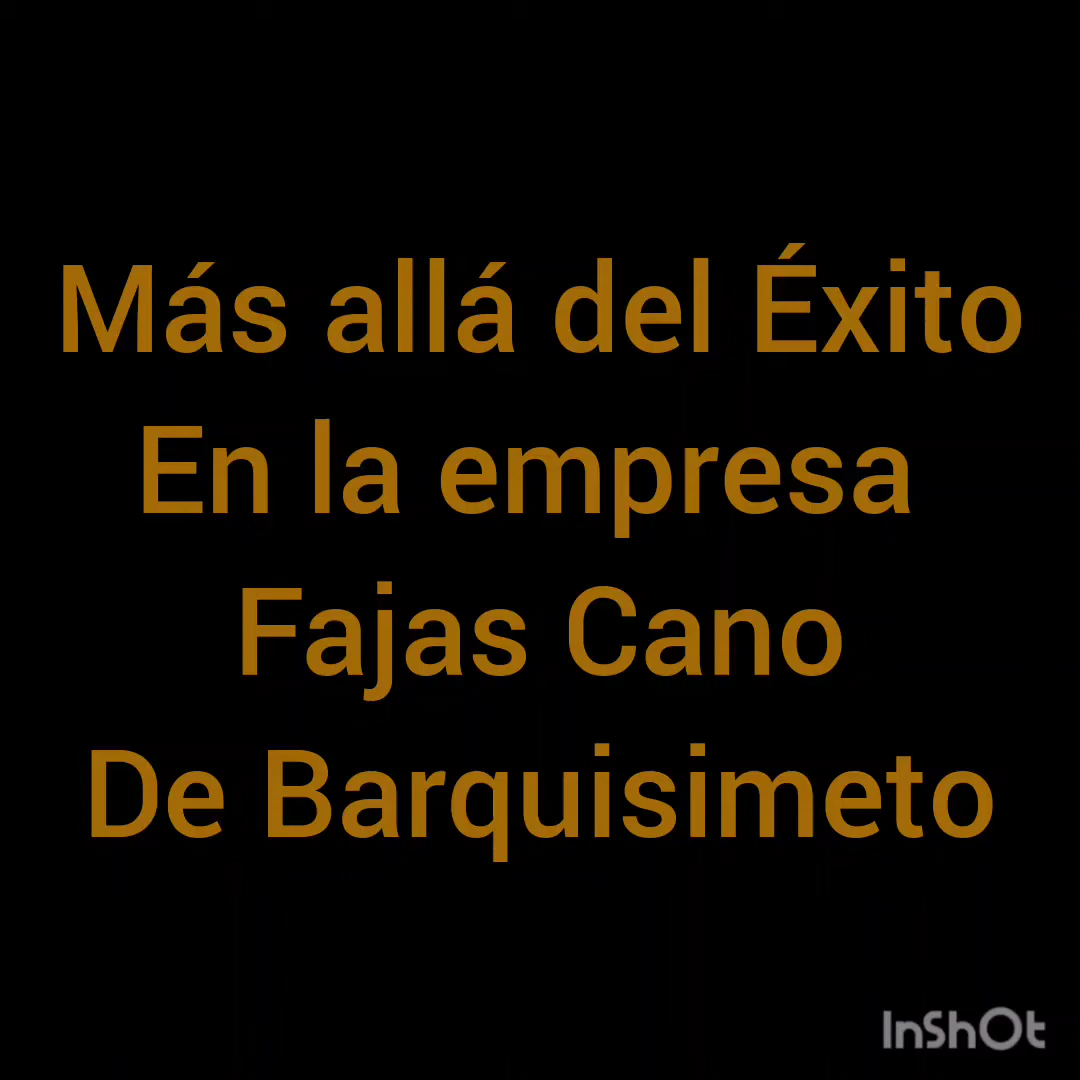 Más allá del Éxito
En la empresa
Fajas Cano
De Barquisimeto
InShOt